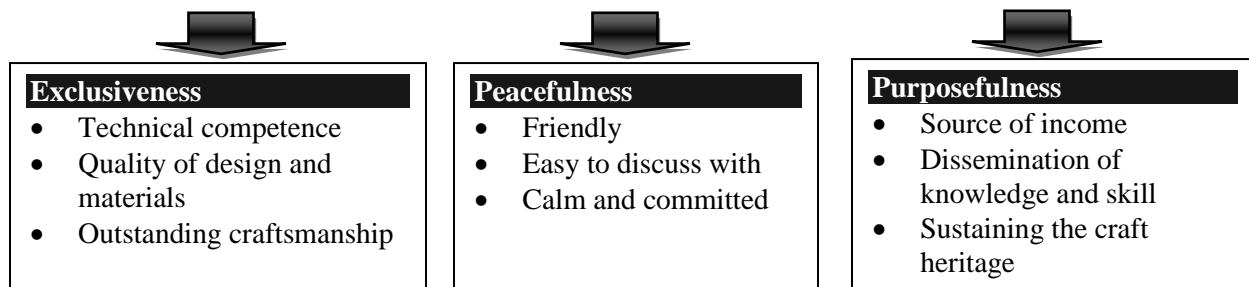 Exclusiveness
• Technical competence
• Quality of design and
materials
• Outstanding craftsmanship
Peacefulness
• Friendly
• Easy to discuss with
• Calm and committed
Purposefulness
• Source of income
• Dissemination of
knowledge and skill
• Sustaining the craft
heritage